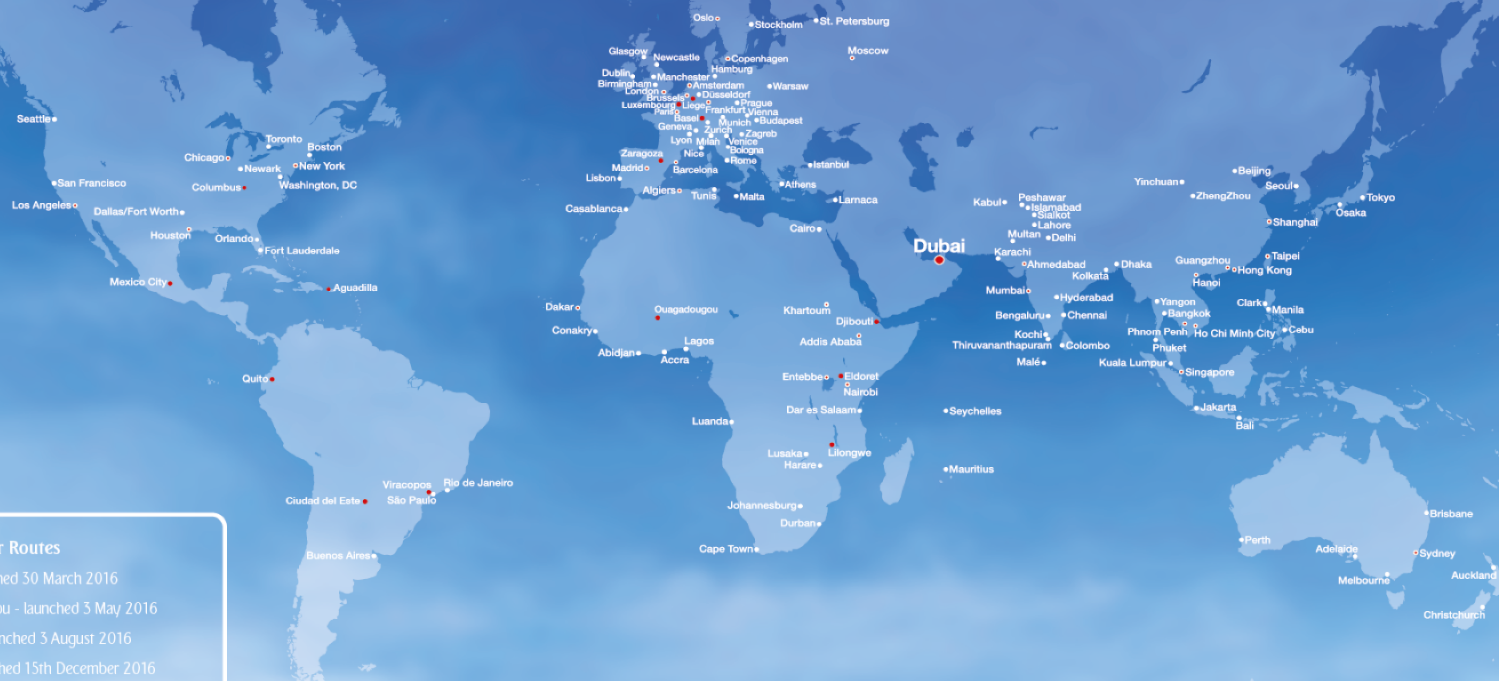 Oslo
Stockholm
St. Petersburg
Glasgow
Newcastle
Copenhagen
Moscow
Hamburg
Dublin
Manchester
Birmingham
Amsterdam
Warsaw
London
Düsseldorf
Brussels
Luxembourg
Liege
Prague
Paris
Frankfurt
Vienna
Basel
Munich
Budapest
Geneva
Zurich
Zagreb
Lyon
Milan
Venice
Nice
Bologna
Zaragoza
Rome
Madrid
Barcelona
Istanbul
Lisbon
Algiers
Tunis
Malta
Athens
Larnaca
Casablanca
Cairo
Seattle
Toronto
Boston
Chicago
Newark
New York
San Francisco
Columbus
Washington, DC
Los Angeles
Dallas/Fort Worth
Houston
Orlando
Fort Lauderdale
Mexico City
Aguadilla
Quito
Viracopos
Rio de Janeiro
São Paulo
Ciudad del Este
Buenos Aires
Dakar
Ouagadougou
Khartoum
Djibouti
Conakry
Addis Ababa
Abidjan
Accra
Lagos
Entebbe
Eldoret
Nairobi
Dar es Salaam
Luanda
Lusaka
Lilongwe
Harare
Johannesburg
Durban
Cape Town
Seychelles
Mauritius
Dubai
Kabul
Peshawar
Islamabad
Sialkot
Lahore
Multan
Delhi
Karachi
Ahmedabad
Kolkata
Dhaka
Mumbai
Hyderabad
Bengaluru
Chennai
Kochi
Thiruvananthapuram
Colombo
Malé
Beijing
Yinchuan
Seoul
ZhengZhou
Tokyo
Osaka
Shanghai
Guangzhou
Taipei
Hong Kong
Hanoi
Yangon
Bangkok
Clark
Manila
Phnom Penh
Ho Chi Minh City
Cebu
Phuket
Kuala Lumpur
Singapore
Jakarta
Bali
Brisbane
Perth
Adelaide
Sydney
Melbourne
Auckland
Christchurch
r Routes
hed 30 March 2016
ou - launched 3 May 2016
nched 3 August 2016
hed 15th December 2016